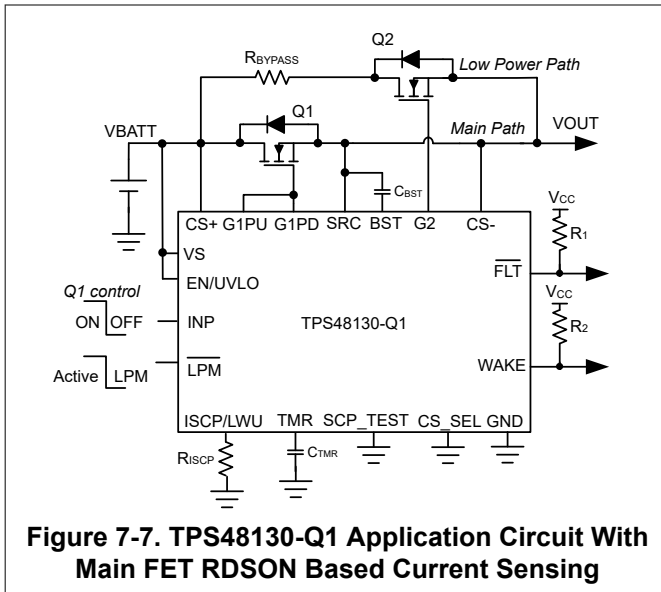 Q2
RBYPASS
Low Power Path
Q1
VBATT
Main Path
VOUT
CBST
CS+ G1PU G1PD SRC BST G2 CS-
VCC
R1
VS
FLT
EN/UVLO
Q1 control
VCC
ON OFF
INP
TPS48130-Q1
R2
Active LPM
LPM
WAKE
ISCP/LWU TMR SCP_TEST CS_SEL GND
RISCP
CTMR
Figure 7-7. TPS48130-Q1 Application Circuit With
Main FET RDSON Based Current Sensing